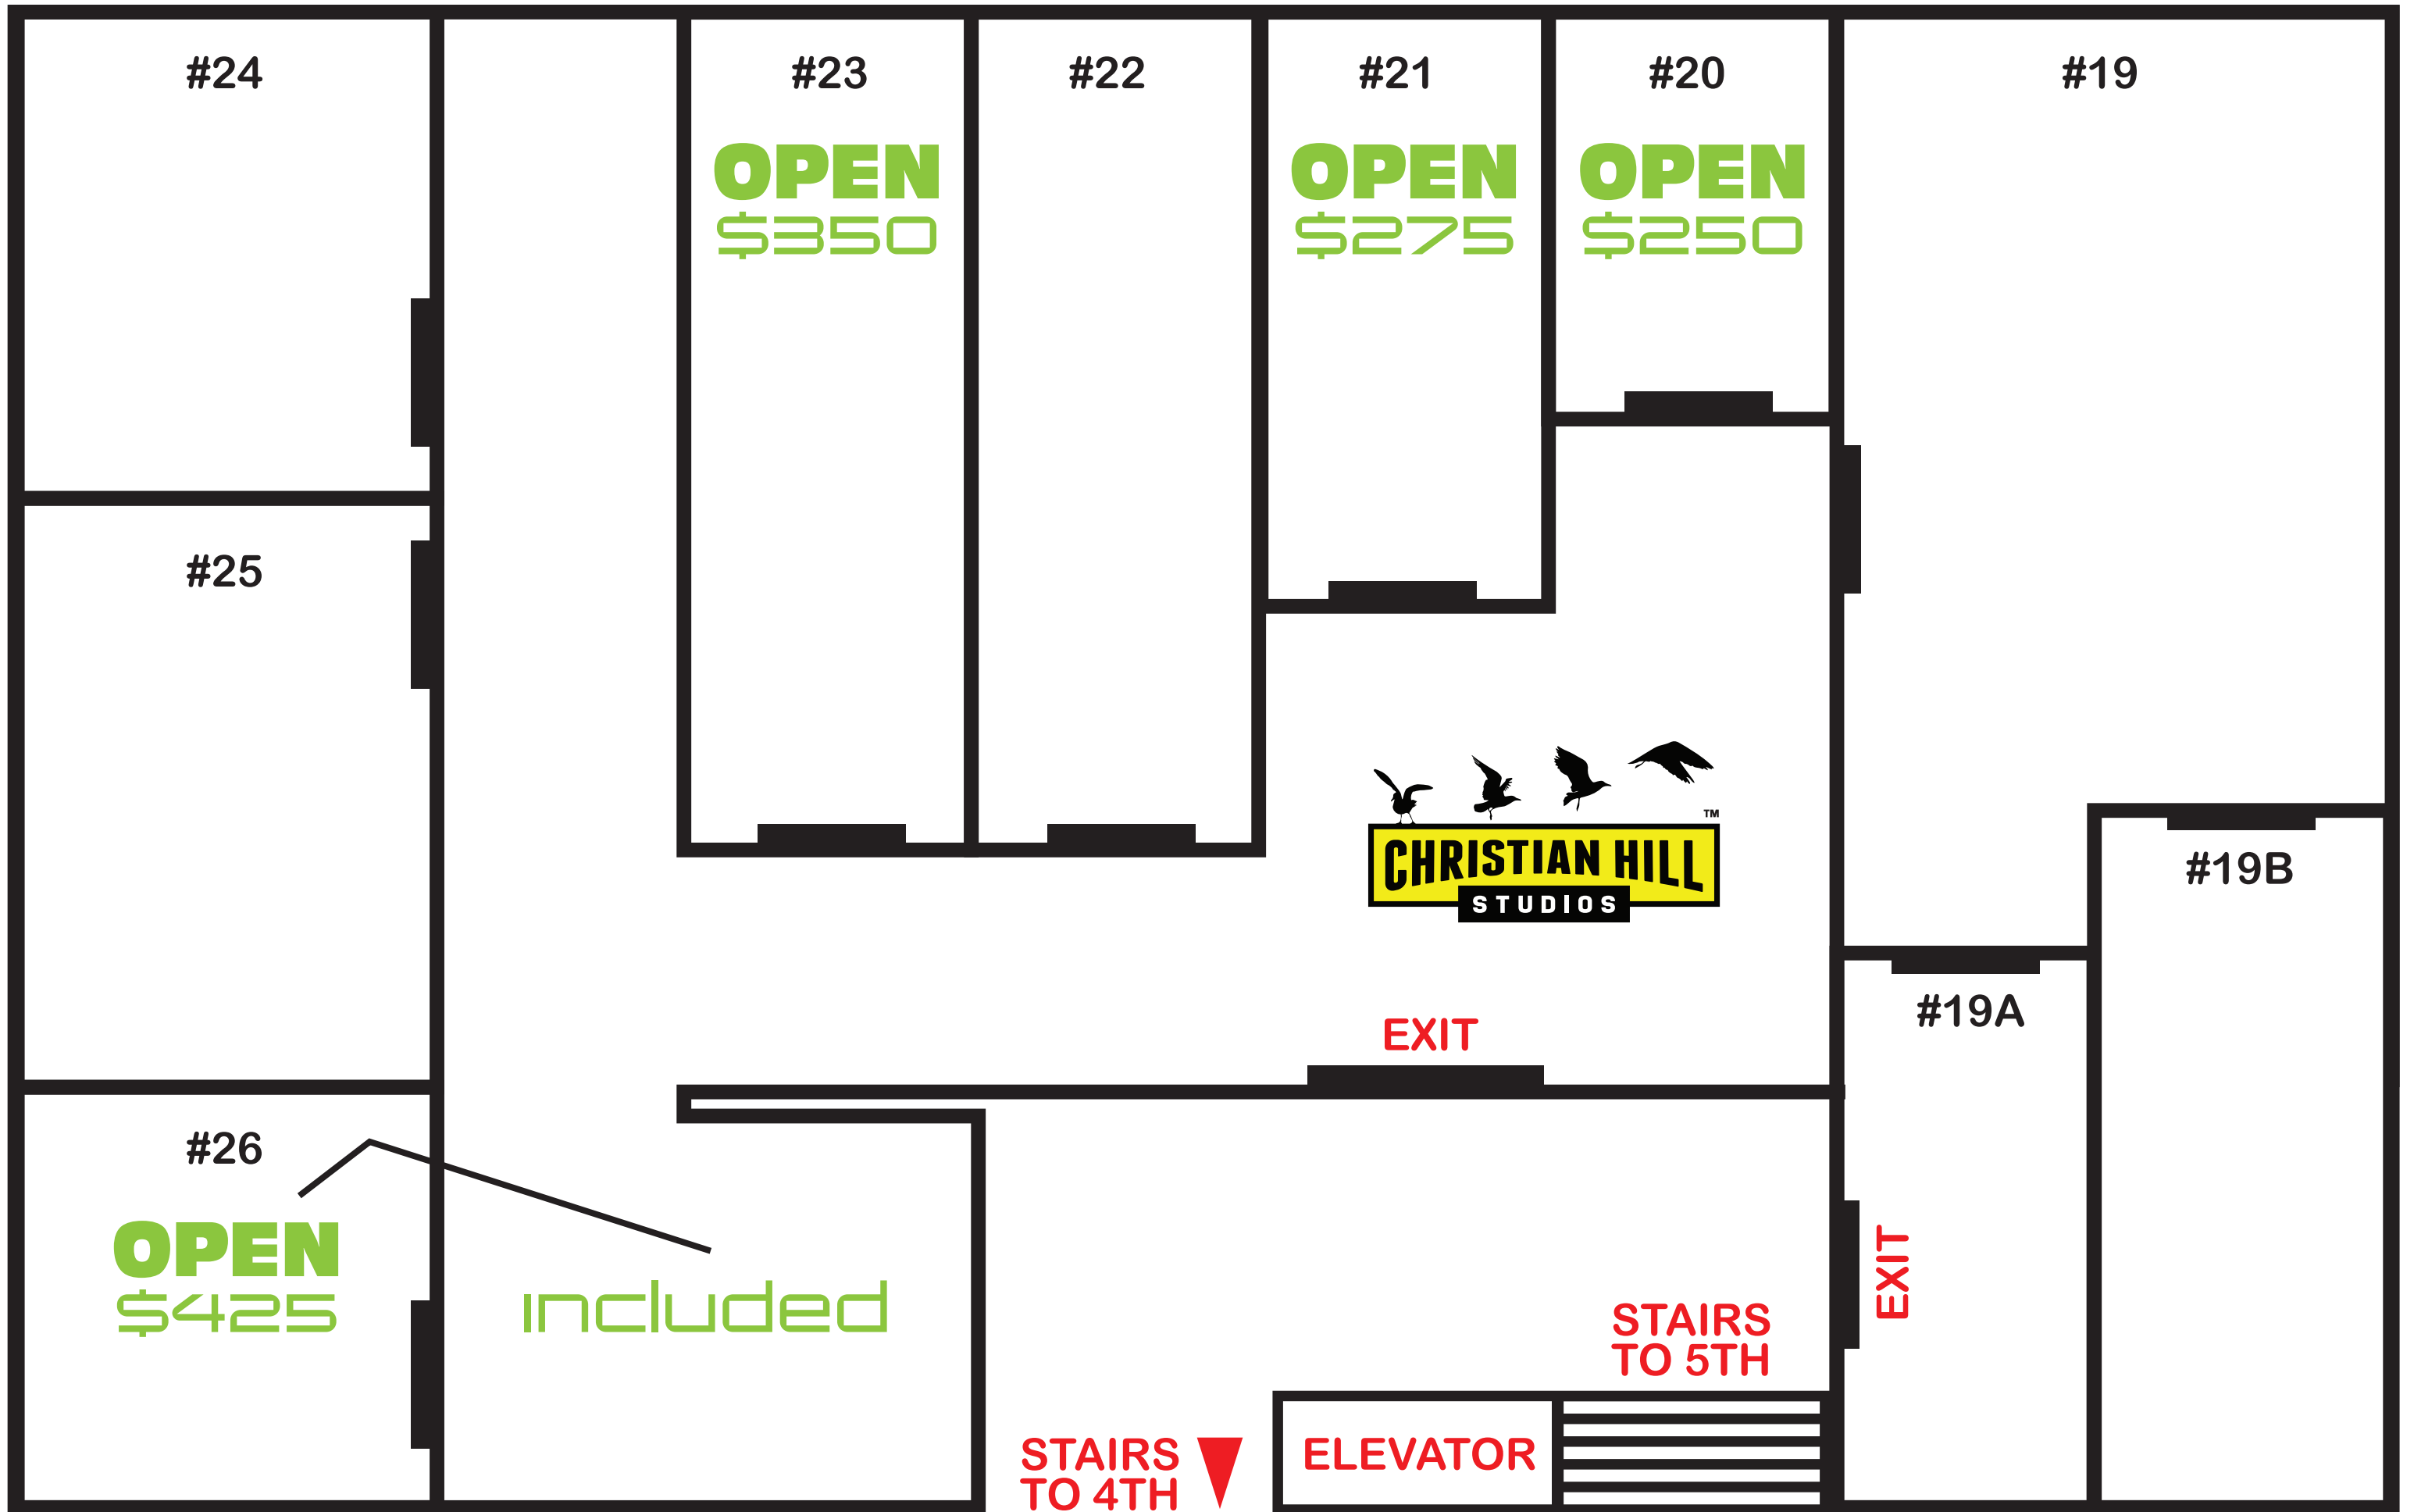 #24
#23
OPEN
$350
#22
#21
OPEN
$275
#20
OPEN
$250
#19
#25
TM
CHRISTIAN HILL
STUDIOS
#19B
#19A
EXIT
#26
OPEN
$425
included
EXIT
STAIRS
TO 5TH
STAIRS
TO 4TH
ELEVATOR